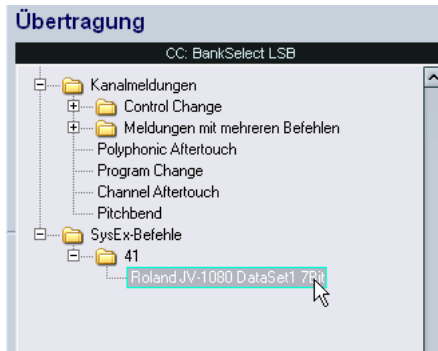 Übertragung
CC: BankSelect LSB
Kanalmeldungen
Control Change
Meldungen mit mehreren Befehlen
Polyphonic Aftertouch
Program Change
Channel Aftertouch
Pitchbend
SysEx-Befehle
41
Roland JV-1080 DataSet1 7Bit